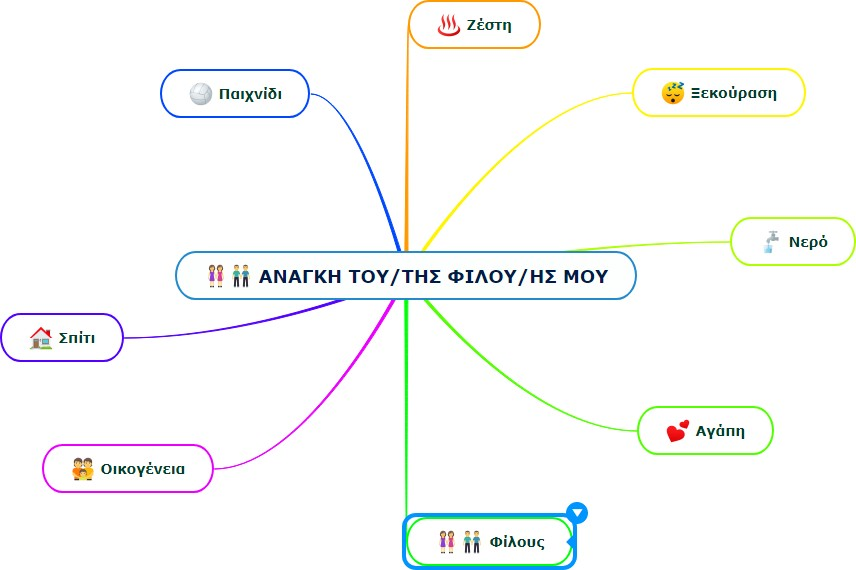 Ζέστη
Παιχνίδι
Ξεκούραση
Νερό
ΑΝΑΓΚΗ ΤΟΥ/ΤΗΣ ΦΙΛΟΥ/ΗΣ ΜΟΥ
Σπίτι
Αγάπη
Οικογένεια
Φίλους